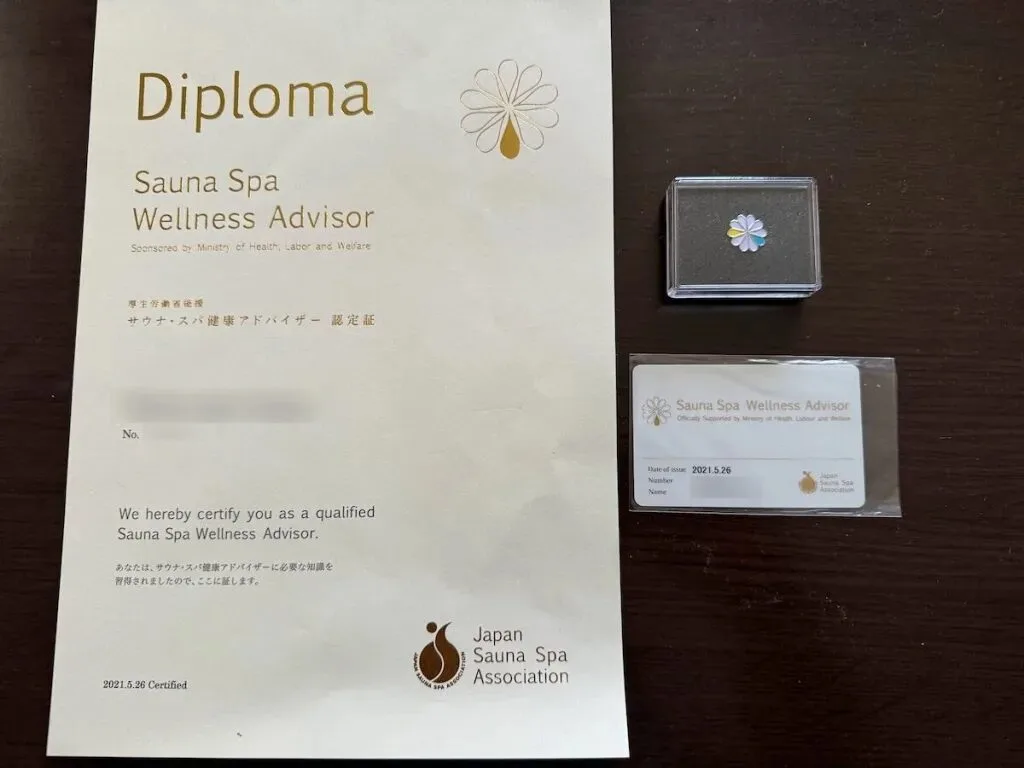 Diploma
Sauna Spa
Wellness Advisor
Sponsored by Ministry of Health, Labor and Welfare
厚生労働省後援
サウナ・スパ健康アドバイザー 認定証
No.
We hereby certify you as a qualified
Sauna Spa Wellness Advisor.
あなたは、サウナ・スパ健康アドバイザーに必要な知識を
習得されましたので、ここに証します。
2021.5.26 Certified
JAPAN SAUNA SPA ASSOCIATION
Japan
Sauna Spa
Association
Sauna Spa Wellness Advisor
Officially Supported by Ministry of Health, Labour and Welfare
Date of issue 2021.5.26
Number
Name
Japan
Sauna Spa
Association